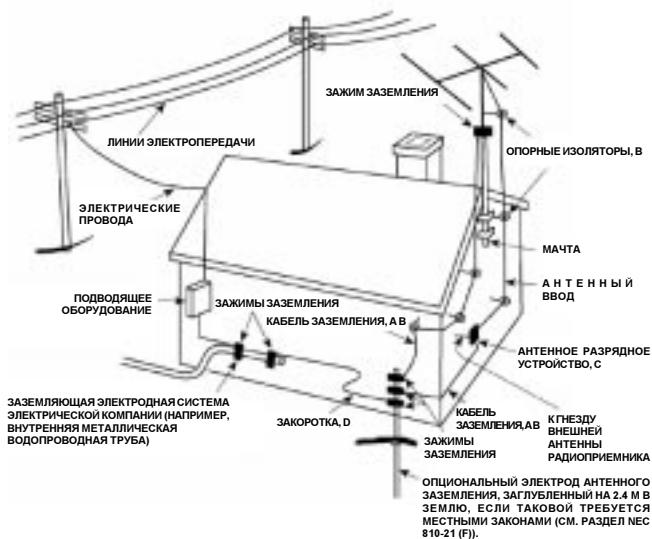 ЗАЖИМ ЗАЗЕМЛЕНИЯ
ЛИНИИ ЭЛЕКТРОПЕРЕДАЧИ
ОПОРНЫЕ ИЗОЛЯТОРЫ, В
ЭЛЕКТРИЧЕСКИЕ
ПРОВОДА
МАЧТА
АНТЕННЫЙ
ВВОД
ПОДВОДЯЩЕЕ
ОБОРУДОВАНИЕ
ЗАЖИМЫ ЗАЗЕМЛЕНИЯ
КАБЕЛЬ ЗАЗЕМЛЕНИЯ, А В
АНТЕННОЕ РАЗРЯДНОЕ
УСТРОЙСТВО, С
ЗАЗЕМЛЯЮЩАЯ ЭЛЕКТРОДНАЯ СИСТЕМА
ЭЛЕКТРИЧЕСКОЙ КОМПАНИИ (НАПРИМЕР,
ВНУТРЕННЯЯ МЕТАЛЛИЧЕСКАЯ
ВОДОПРОВОДНАЯ ТРУБА)
ЗАКОРОТКА, D
КАБЕЛЬ
ЗАЗЕМЛЕНИЯ, АВ
ЗАЖИМЫ
ЗАЗЕМЛЕНИЯ
К ГНЕЗДУ
ВНЕШНЕЙ
АНТЕННЫ
РАДИОПРИЕМНИКА
ОПЦИОНАЛЬНЫЙ ЭЛЕКТРОД АНТЕННОГО
ЗАЗЕМЛЕНИЯ, ЗАГЛУБЛЕННЫЙ НА 2.4 М В
ЗЕМЛЮ, ЕСЛИ ТАКОВОЙ ТРЕБУЕТСЯ
МЕСТНЫМИ ЗАКОНАМИ (СМ. РАЗДЕЛ NEC
810-21 (F)).